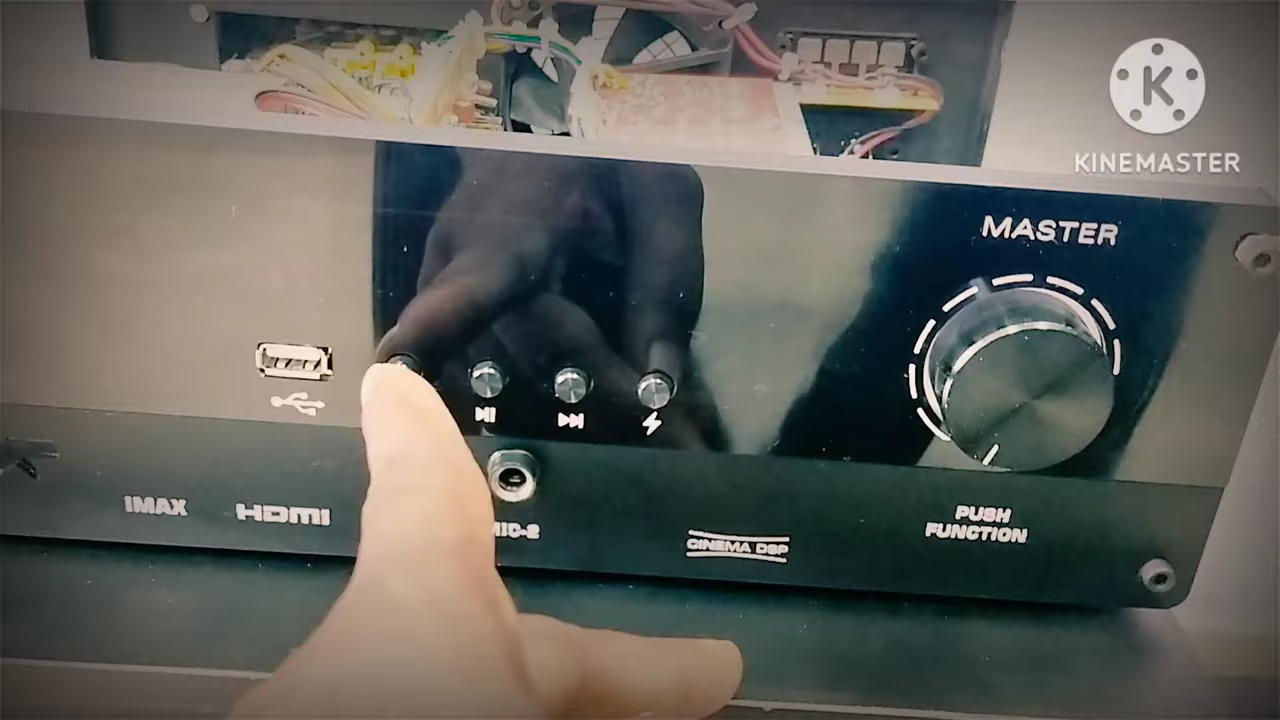 K
KINEMASTER
MASTER
IMAX
HDMI
MIC-2
CINEMA DSP
PUSH
FUNCTION